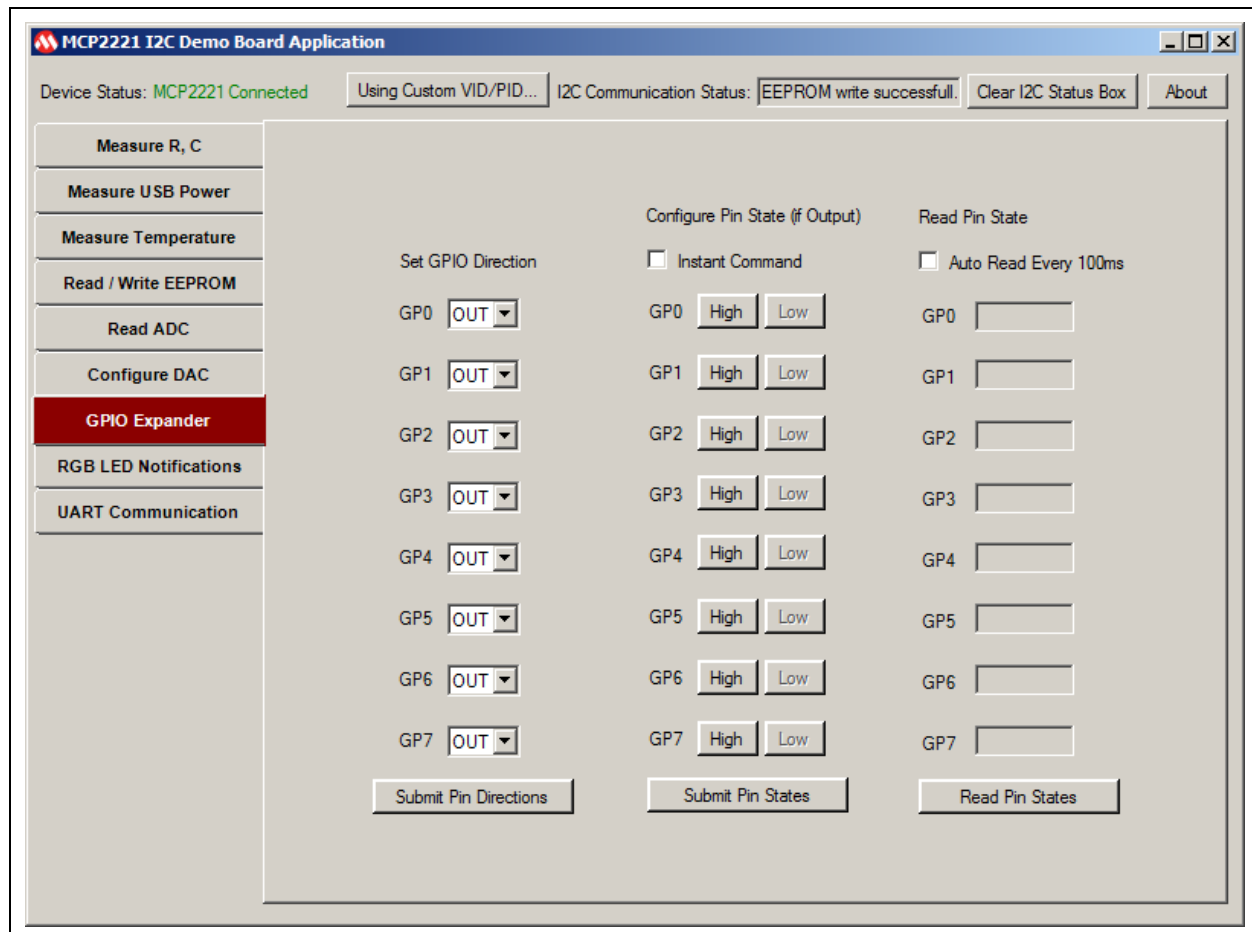 MCP2221 I2C Demo Board Application
Device Status: MCP2221 Connected Using Custom VID/PID... I2C Communication Status: EEPROM write successfull. Clear I2C Status Box About
Measure R, C
Measure USB Power
Measure Temperature
Read / Write EEPROM
Read ADC
Configure DAC
GPIO Expander
RGB LED Notifications
UART Communication
Configure Pin State (if Output) Read Pin State
Set GPIO Direction Instant Command Auto Read Every 100ms
GP0 OUT GP0 High Low GP0
GP1 OUT GP1 High Low GP1
GP2 OUT GP2 High Low GP2
GP3 OUT GP3 High Low GP3
GP4 OUT GP4 High Low GP4
GP5 OUT GP5 High Low GP5
GP6 OUT GP6 High Low GP6
GP7 OUT GP7 High Low GP7
Submit Pin Directions Submit Pin States Read Pin States